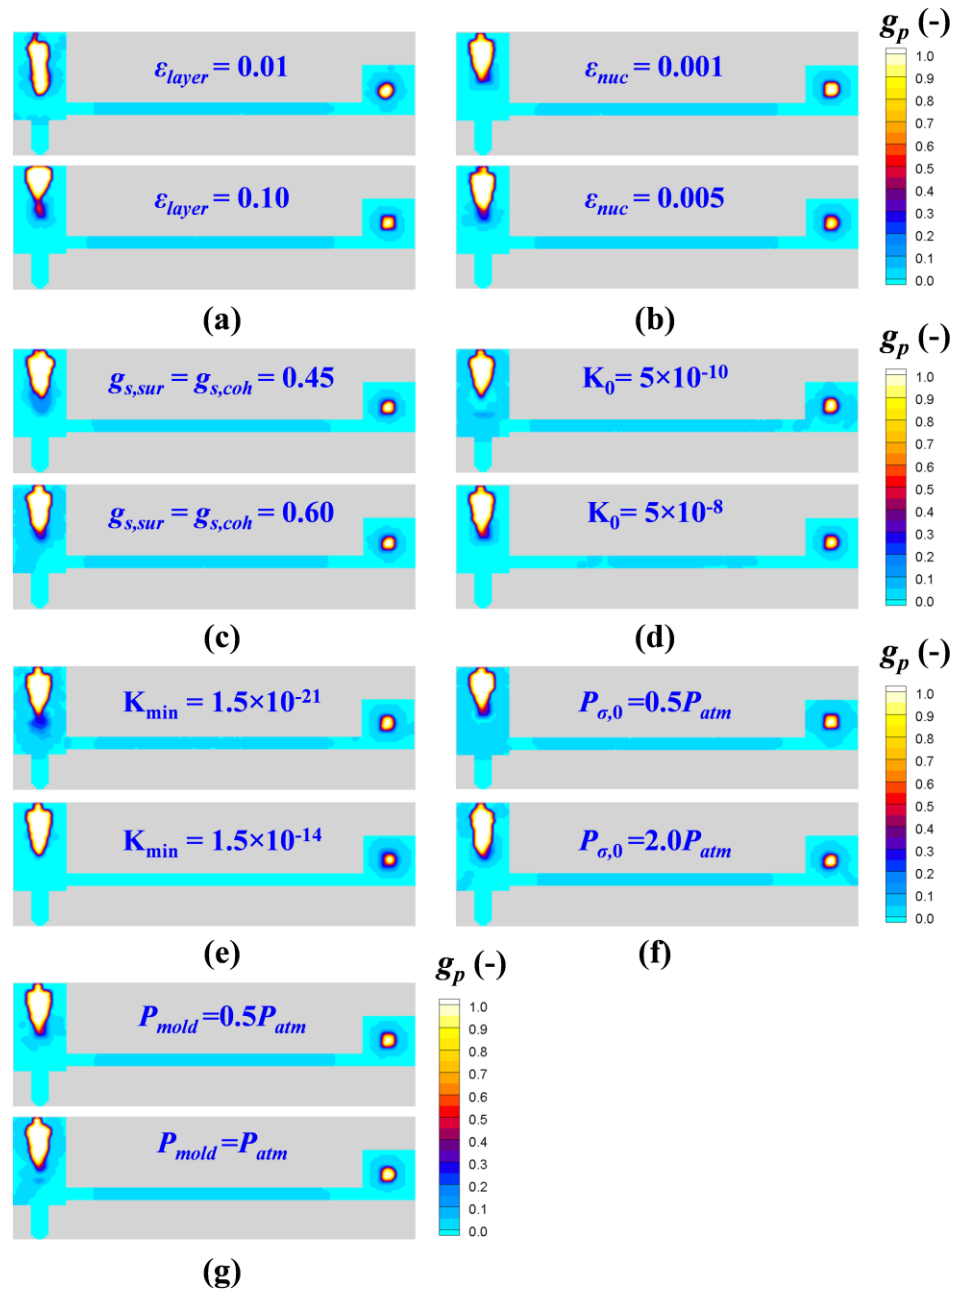 g_p (-)
ε_layer = 0.01
ε_nuc = 0.001
1.0
0.9
0.8
0.7
0.6
0.5
0.4
0.3
0.2
0.1
0.0
ε_layer = 0.10
ε_nuc = 0.005
(a)
(b)
g_p (-)
g_s,sur = g_s,coh = 0.45
K₀= 5×10⁻¹⁰
1.0
0.9
0.8
0.7
0.6
0.5
0.4
0.3
0.2
0.1
0.0
g_s,sur = g_s,coh = 0.60
K₀= 5×10⁻⁸
(c)
(d)
g_p (-)
K_min = 1.5×10⁻²¹
P_σ,0 =0.5P_atm
1.0
0.9
0.8
0.7
0.6
0.5
0.4
0.3
0.2
0.1
0.0
K_min = 1.5×10⁻¹⁴
P_σ,0 =2.0P_atm
(e)
(f)
g_p (-)
P_mold =0.5P_atm
1.0
0.9
0.8
0.7
0.6
0.5
0.4
0.3
0.2
0.1
0.0
P_mold =P_atm
(g)